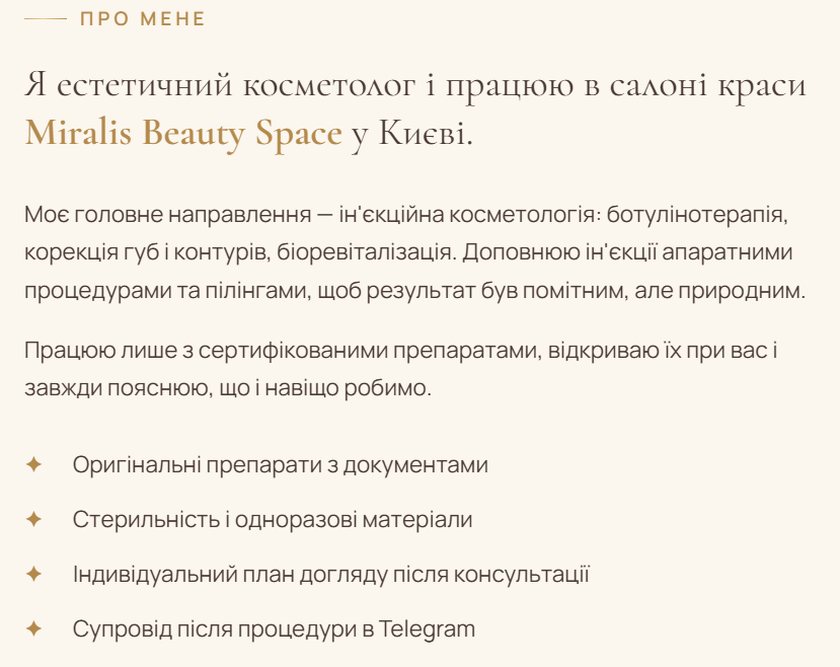 ПРО МЕНЕ
Я естетичний косметолог і працюю в салоні краси
Miralis Beauty Space у Києві.
Моє головне направлення — ін'єкційна косметологія: ботулінотерапія,
корекція губ і контурів, біоревіталізація. Доповнюю ін'єкції апаратними
процедурами та пілінгами, щоб результат був помітним, але природним.
Працюю лише з сертифікованими препаратами, відкриваю їх при вас і
завжди пояснюю, що і навіщо робимо.
Оригінальні препарати з документами
Стерильність і одноразові матеріали
Індивідуальний план догляду після консультації
Супровід після процедури в Telegram